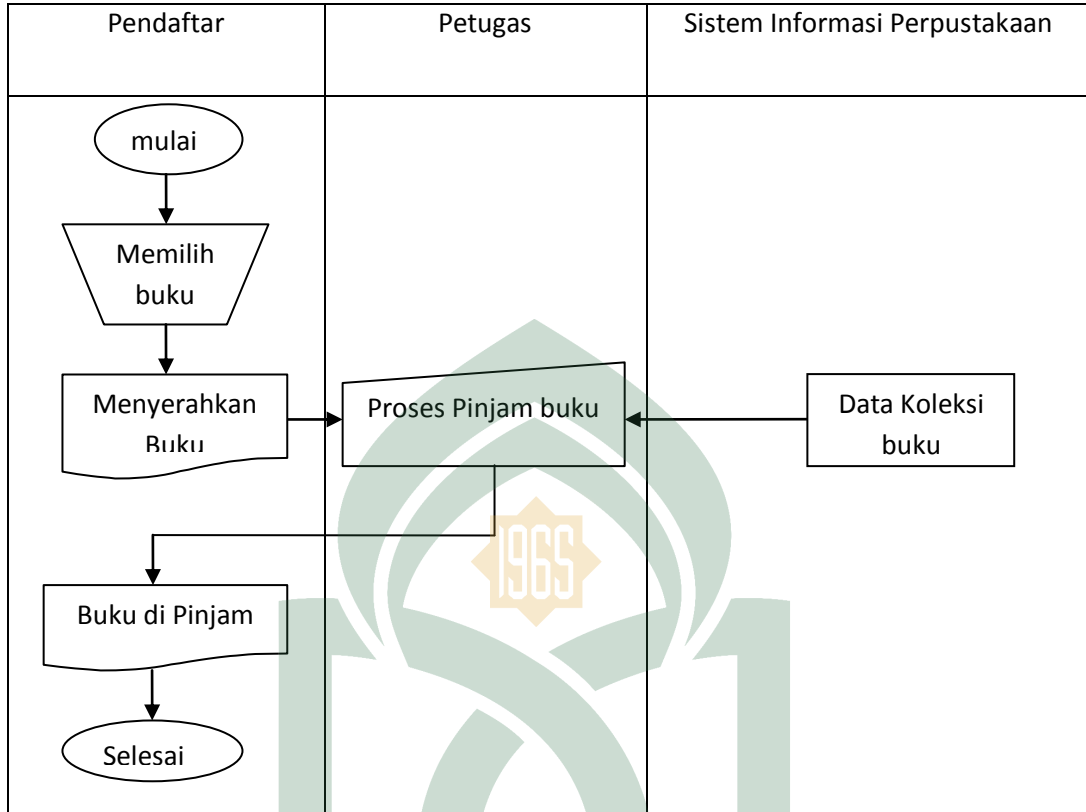 Pendaftar
Petugas
Sistem Informasi Perpustakaan
mulai
Memilih
buku
Menyerahkan
Buku
Proses Pinjam buku
Data Koleksi
buku
1965
Buku di Pinjam
Selesai